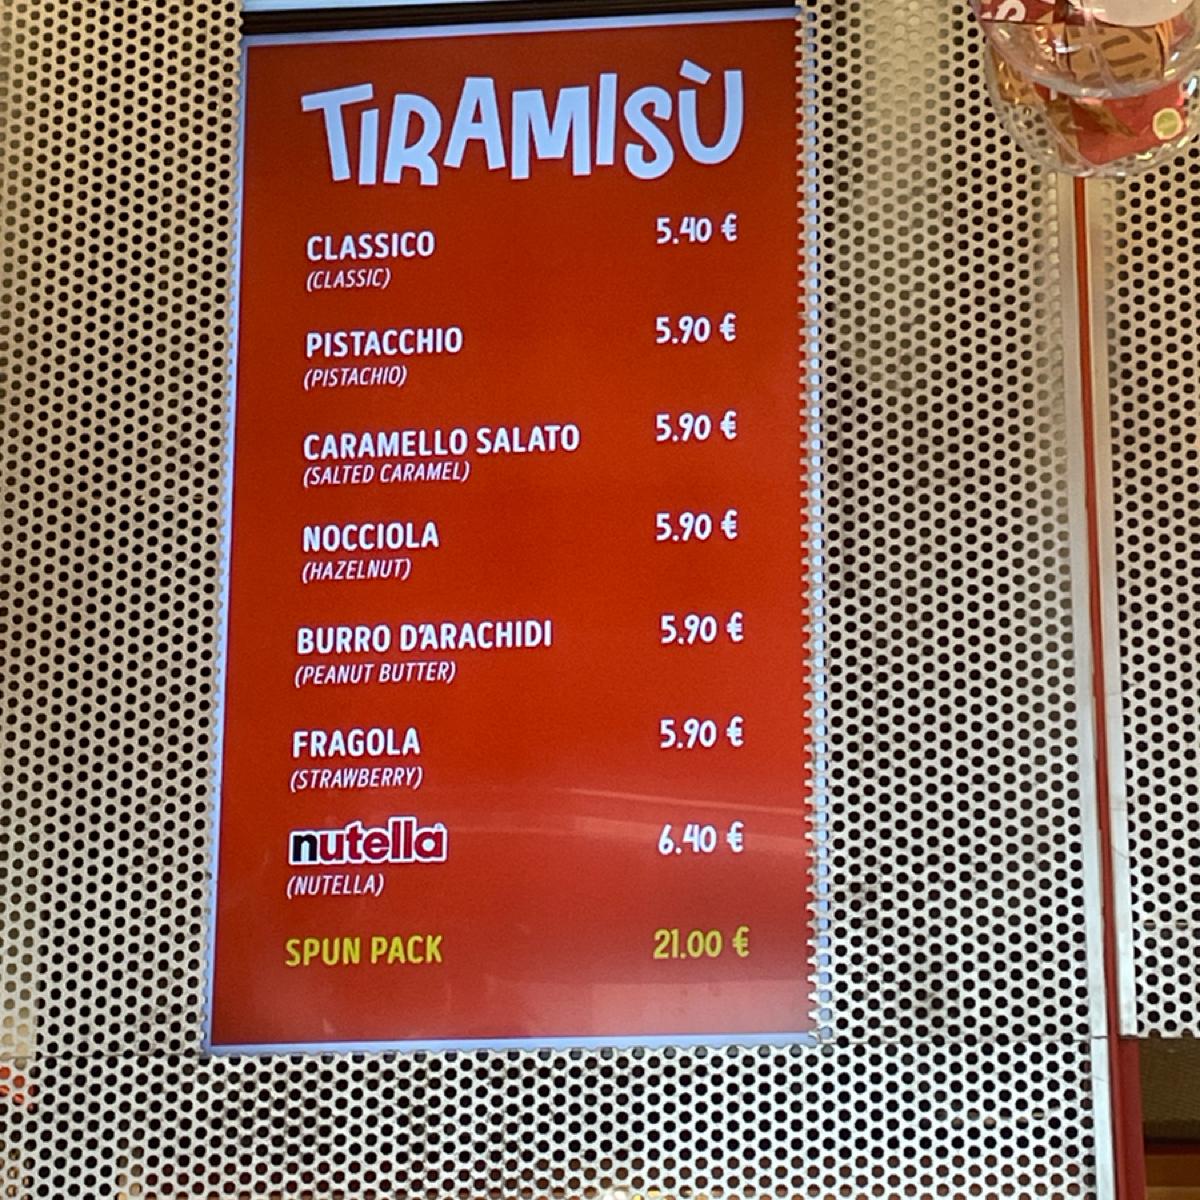 TIRAMISÙ
CLASSICO 5.40 €
(CLASSIC)
PISTACCHIO 5.90 €
(PISTACHIO)
CARAMELLO SALATO 5.90 €
(SALTED CARAMEL)
NOCCIOLA 5.90 €
(HAZELNUT)
BURRO D'ARACHIDI 5.90 €
(PEANUT BUTTER)
FRAGOLA 5.90 €
(STRAWBERRY)
nutella 6.40 €
(NUTELLA)
SPUN PACK 21.00 €